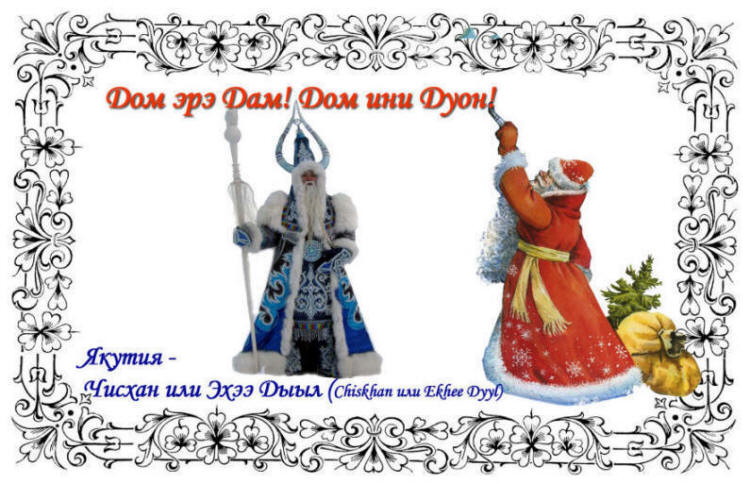 Дом эрэ Дам! Дом ини Дуон!
Якутия -
Чисхан или Эхээ Дыыл (Chiskhan или Ekhee Dyyl)